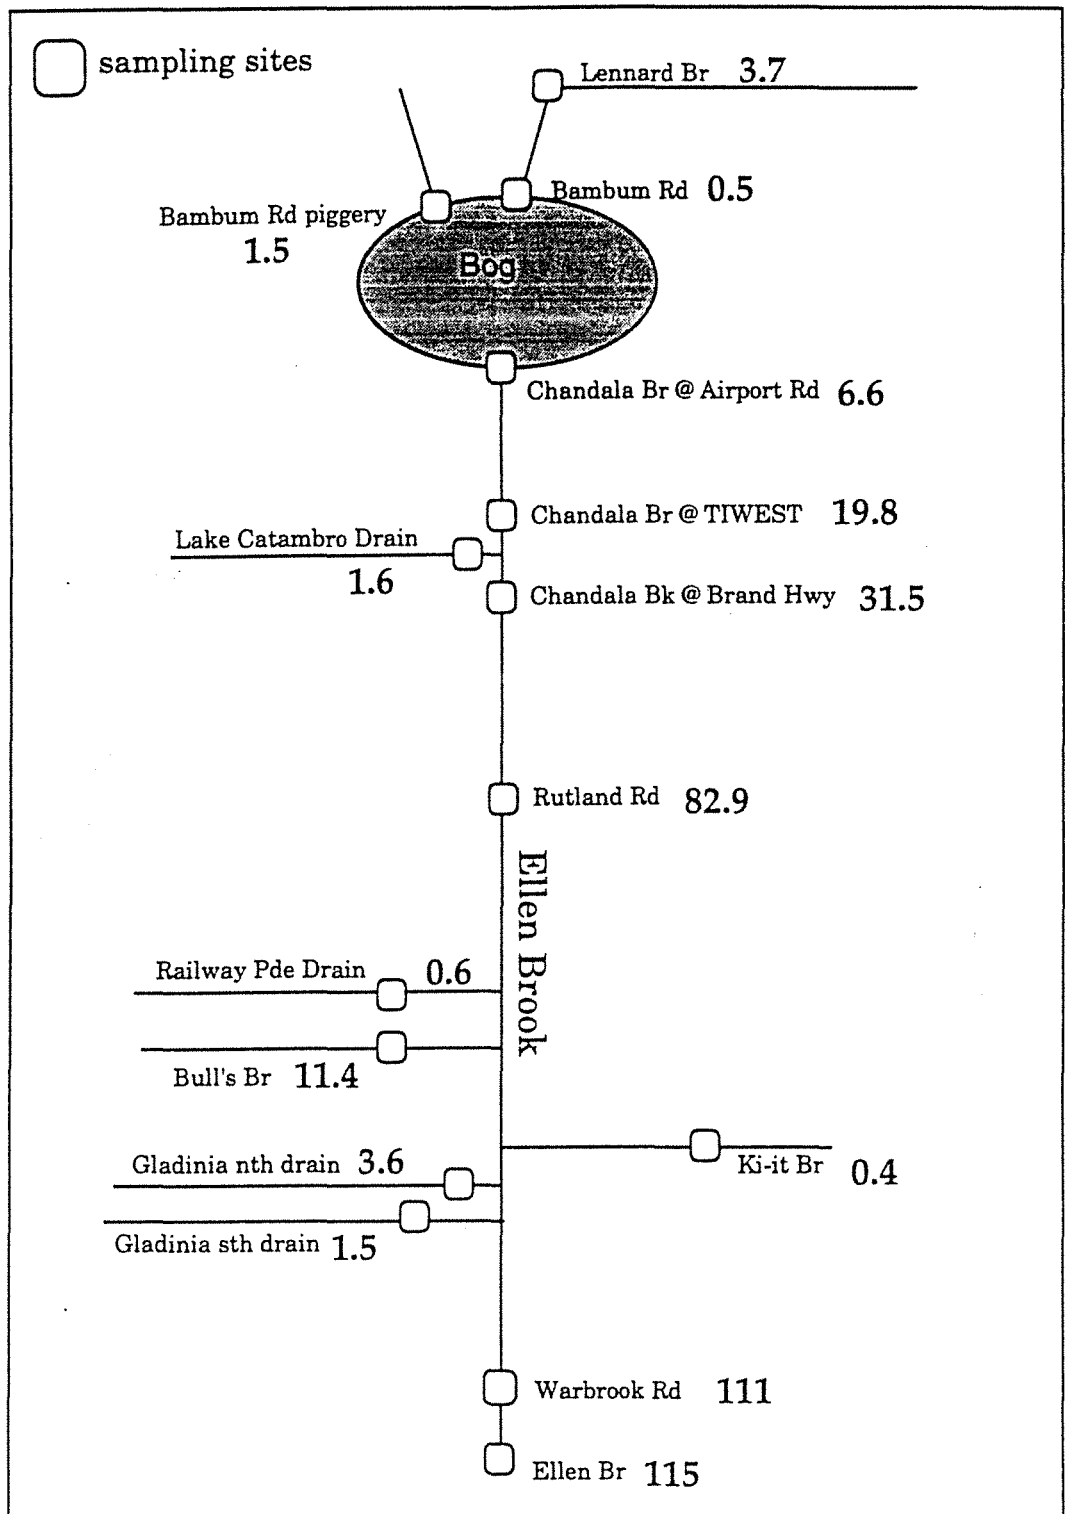 sampling sites
Lennard Br 3.7
Bambum Rd 0.5
Bambum Rd piggery
1.5
Bog
Chandala Br @ Airport Rd 6.6
Chandala Br @ TIWEST 19.8
Lake Catambro Drain
1.6
Chandala Bk @ Brand Hwy 31.5
Rutland Rd 82.9
Ellen Brook
Railway Pde Drain 0.6
Bull's Br 11.4
Ki-it Br 0.4
Gladinia nth drain 3.6
Gladinia sth drain 1.5
Warbrook Rd 111
Ellen Br 115